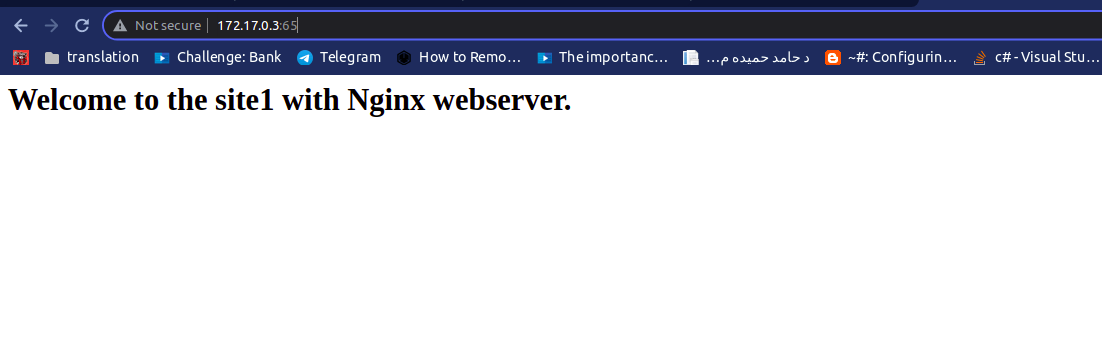 Not secure 172.17.0.3:65
translation Challenge: Bank Telegram How to Remo… The importanc… د حامد حمیده م… ~#: Configurin… c# - Visual Stu…
Welcome to the site1 with Nginx webserver.